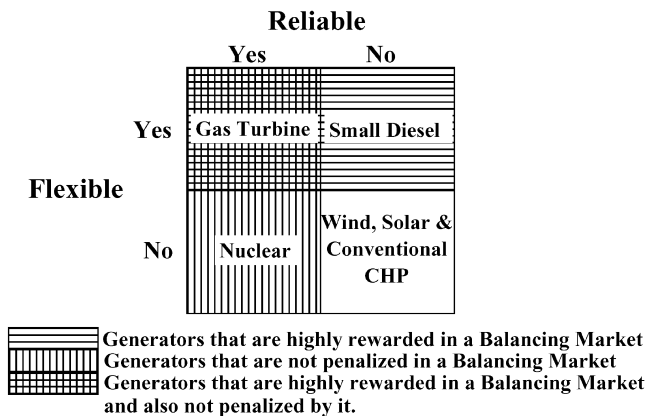 Reliable
Yes No
Yes Gas Turbine Small Diesel
Flexible
No Nuclear Wind, Solar &
Conventional
CHP
Generators that are highly rewarded in a Balancing Market
Generators that are not penalized in a Balancing Market
Generators that are highly rewarded in a Balancing Market
and also not penalized by it.